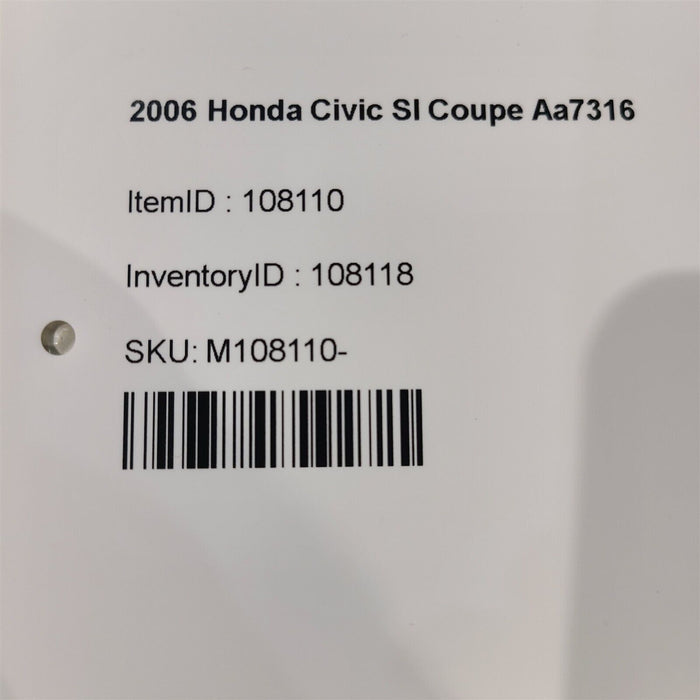 2006 Honda Civic SI Coupe Aa7316
ItemID : 108110
InventoryID : 108118
SKU: M108110-